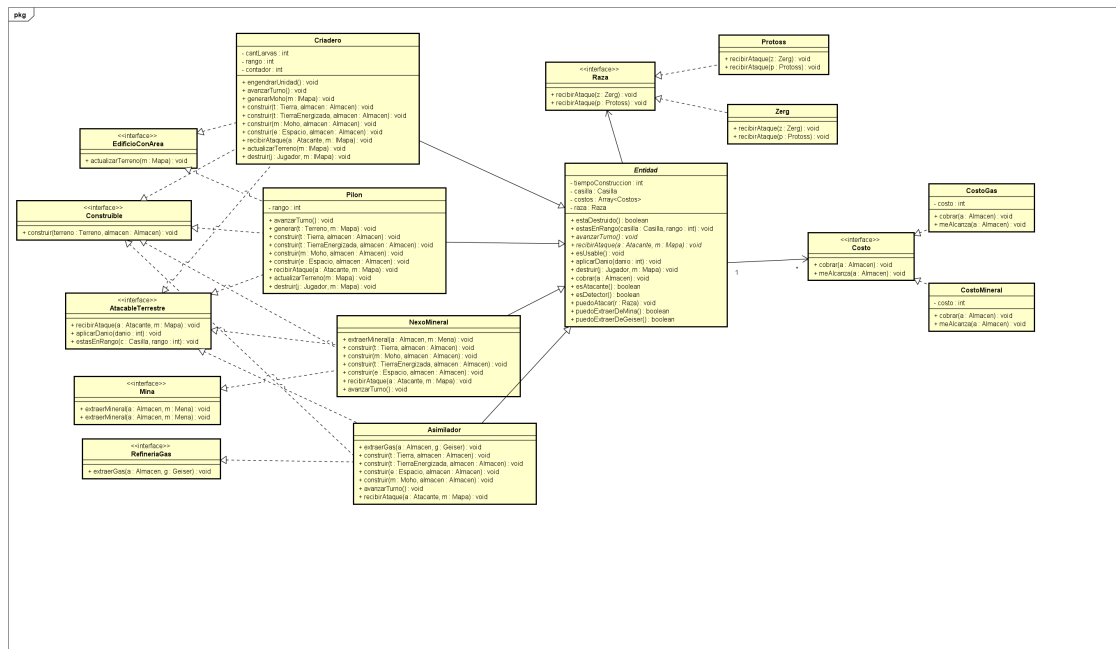 pkg
Criadero
- cantLarvas : int
- rango : int
- contador : int
+ engendrarUnidad() : void
+ avanzarTurno() : void
+ generarMoho(m : IMapa) : void
+ construir(t : Tierra, almacen : Almacen) : void
+ construir(t : TierraEnergizada, almacen : Almacen) : void
+ construir(m : Moho, almacen : Almacen) : void
+ construir(e : Espacio, almacen : Almacen) : void
+ recibirAtaque(a : Atacante, m : IMapa) : void
+ actualizarTerreno(m : IMapa) : void
+ destruir(j : Jugador, m : IMapa) : void
<<interface>>
EdificioConArea
+ actualizarTerreno(m : Mapa) : void
<<interface>>
Construible
+ construir(terreno : Terreno, almacen : Almacen) : void
Pilon
- rango : int
+ avanzarTurno() : void
+ generar(t : Terreno, m : Mapa) : void
+ construir(t : Tierra, almacen : Almacen) : void
+ construir(t : TierraEnergizada, almacen : Almacen) : void
+ construir(m : Moho, almacen : Almacen) : void
+ construir(e : Espacio, almacen : Almacen) : void
+ recibirAtaque(a : Atacante, m : Mapa) : void
+ actualizarTerreno(m : Mapa) : void
+ destruir(j : Jugador, m : Mapa) : void
<<interface>>
AtacableTerrestre
+ recibirAtaque(a : Atacante, m : Mapa) : void
+ aplicarDanio(danio : int) : void
+ estasEnRango(c : Casilla, rango : int) : void
NexoMineral
+ extraerMineral(a : Almacen, m : Mena) : void
+ construir(t : Tierra, almacen : Almacen) : void
+ construir(m : Moho, almacen : Almacen) : void
+ construir(t : TierraEnergizada, almacen : Almacen) : void
+ construir(e : Espacio, almacen : Almacen) : void
+ recibirAtaque(a : Atacante, m : Mapa) : void
+ avanzarTurno() : void
<<interface>>
Mina
+ extraerMineral(a : Almacen, m : Mena) : void
+ extraerMineral(a : Almacen, m : Mena) : void
<<interface>>
RefineriaGas
+ extraerGas(a : Almacen, g : Geiser) : void
Asimilador
+ extraerGas(a : Almacen, g : Geiser) : void
+ construir(t : Tierra, almacen : Almacen) : void
+ construir(t : TierraEnergizada, almacen : Almacen) : void
+ construir(e : Espacio, almacen : Almacen) : void
+ construir(m : Moho, almacen : Almacen) : void
+ avanzarTurno() : void
+ recibirAtaque(a : Atacante, m : Mapa) : void
<<interface>>
Raza
+ recibirAtaque(z : Zerg) : void
+ recibirAtaque(p : Protoss) : void
Protoss
+ recibirAtaque(z : Zerg) : void
+ recibirAtaque(p : Protoss) : void
Zerg
+ recibirAtaque(z : Zerg) : void
+ recibirAtaque(p : Protoss) : void
Entidad
- tiempoConstruccion : int
- casilla : Casilla
- costos : Array<Costos>
- raza : Raza
+ estaDestruido() : boolean
+ estasEnRango(casilla : Casilla, rango : int) : void
+ avanzarTurno() : void
+ recibirAtaque(a : Atacante, m : Mapa) : void
+ esUsable() : void
+ aplicarDanio(danio : int) : void
+ destruir(j : Jugador, m : Mapa) : void
+ cobrar(a : Almacen) : void
+ esAtacante() : boolean
+ esDetector() : boolean
+ puedoAtacar(r : Raza) : void
+ puedoExtraerDeMina() : boolean
+ puedoExtraerDeGeiser() : boolean
1
*
<<interface>>
Costo
+ cobrar(a : Almacen) : void
+ meAlcanza(a : Almacen) : void
CostoGas
- costo : int
+ cobrar(a : Almacen) : void
+ meAlcanza(a : Almacen) : void
CostoMineral
- costo : int
+ cobrar(a : Almacen) : void
+ meAlcanza(a : Almacen) : void